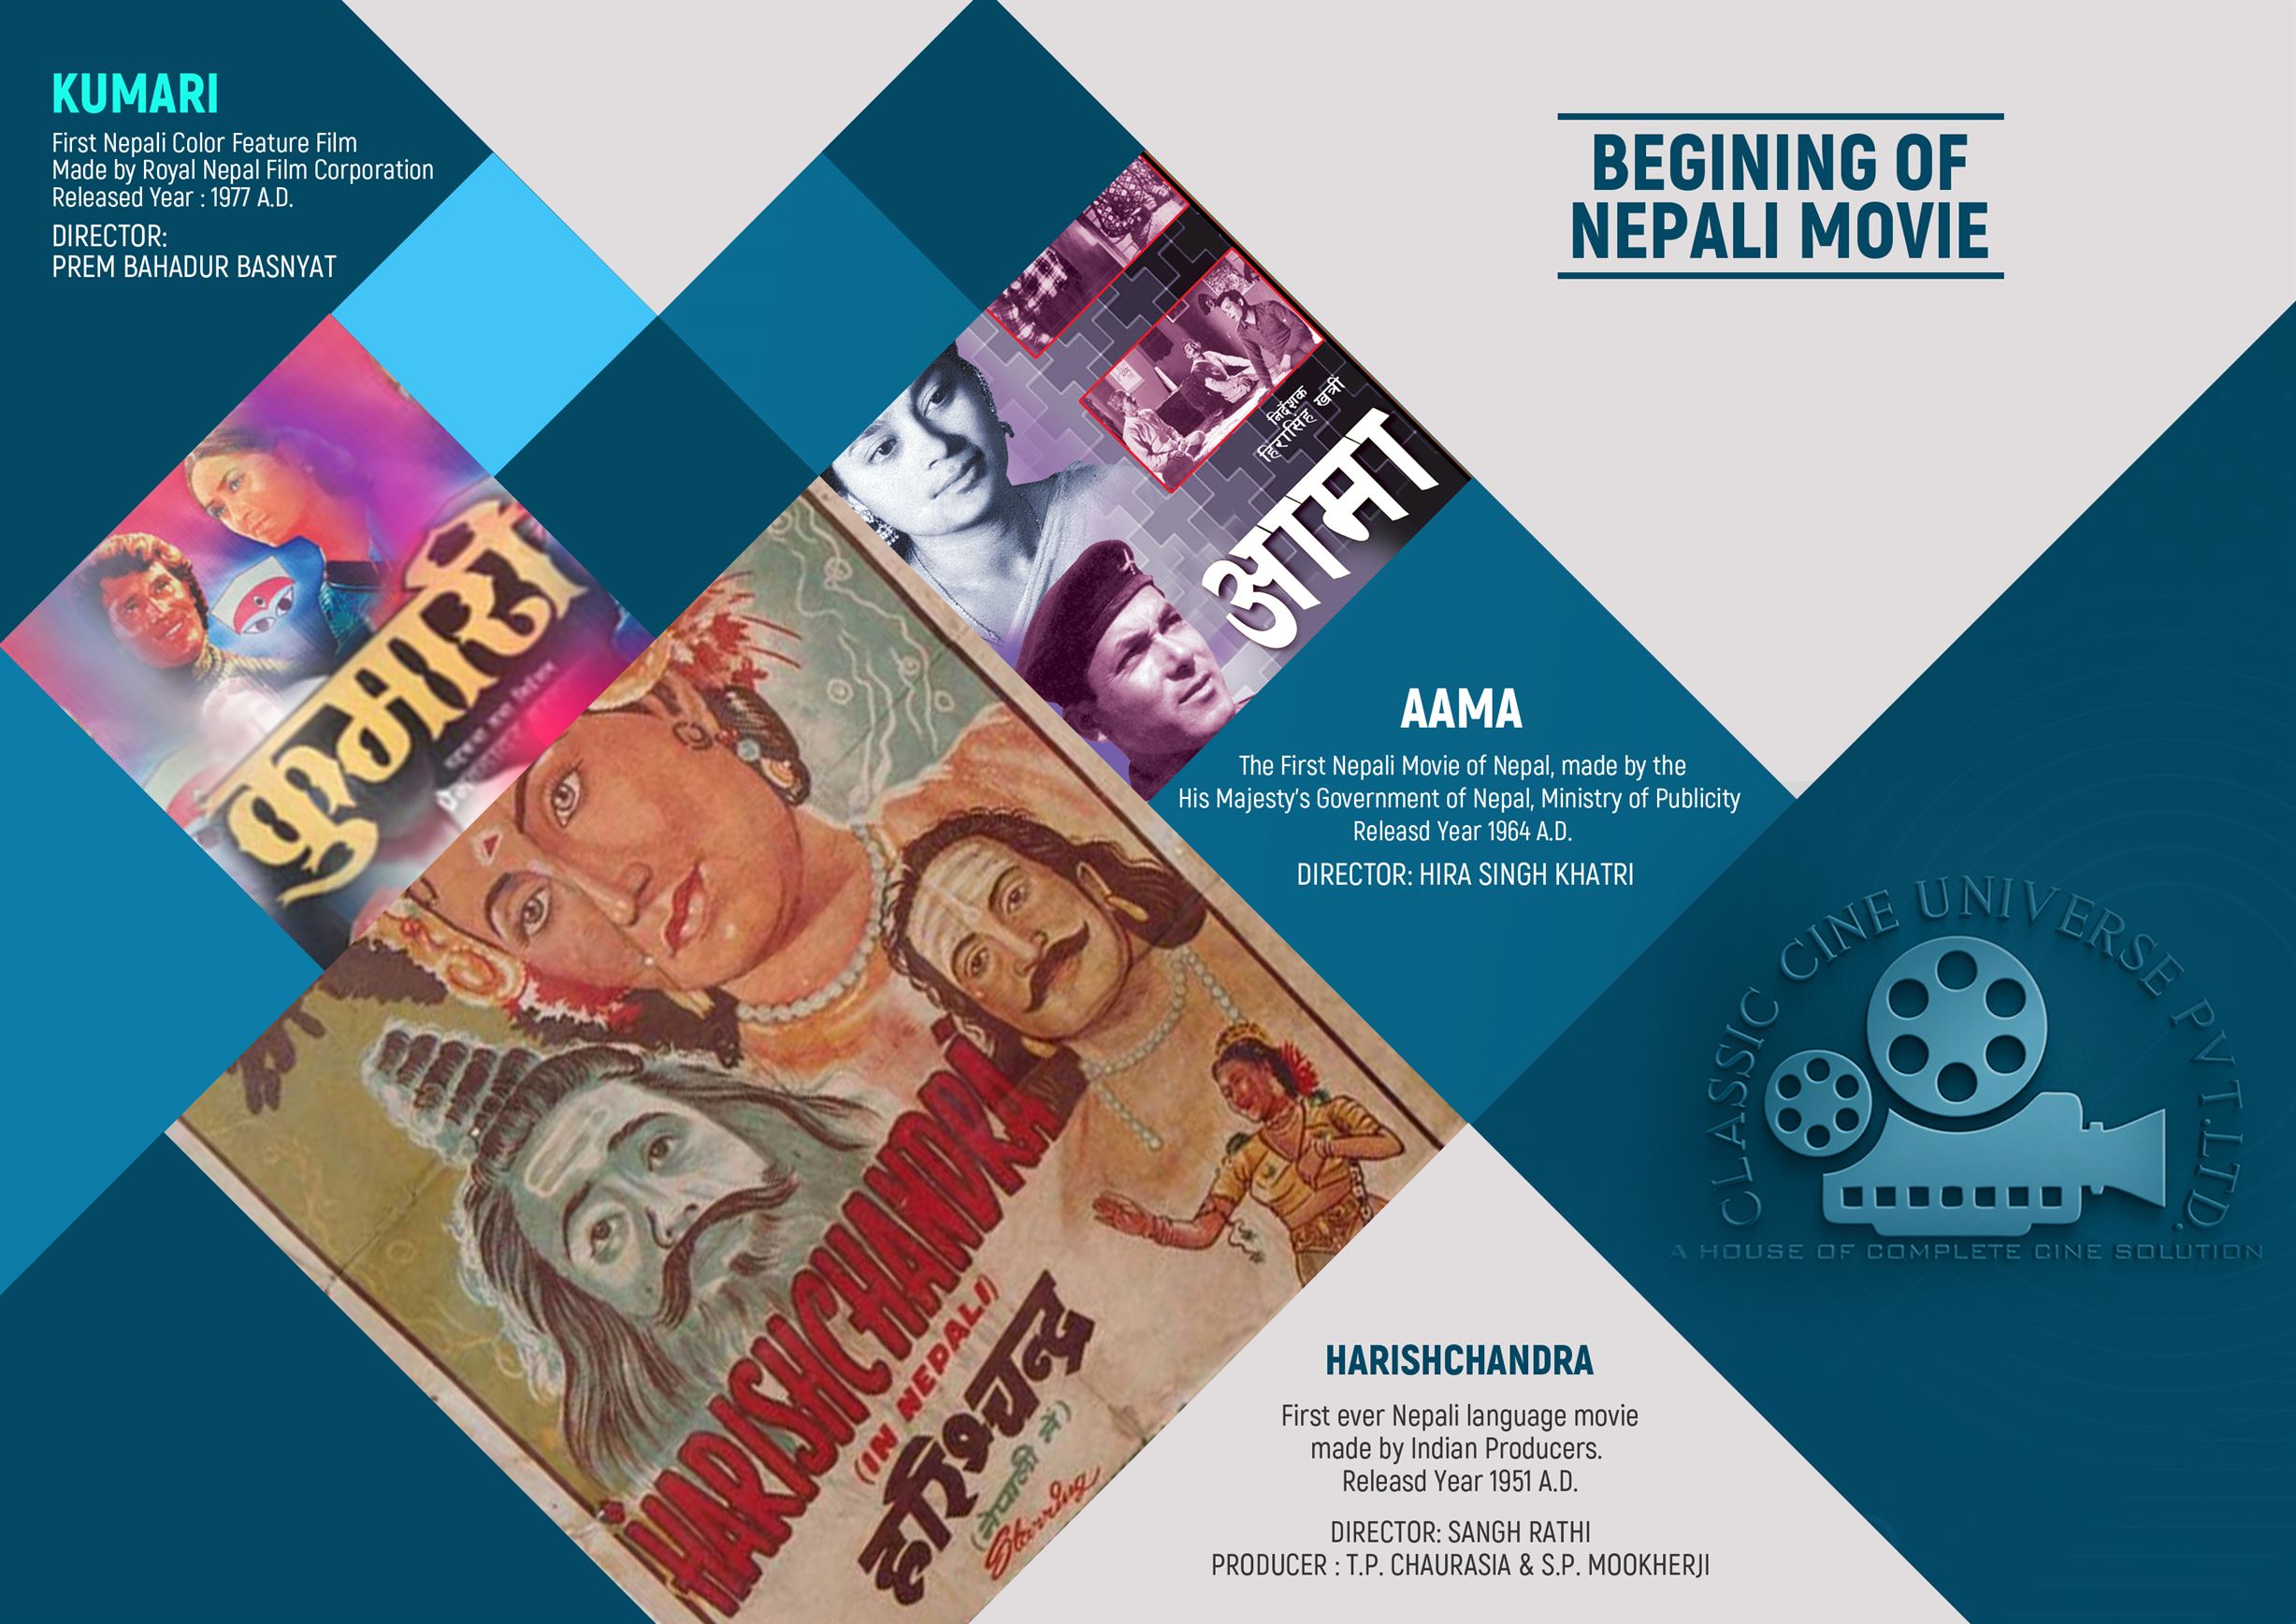 KUMARI
First Nepali Color Feature Film
Made by Royal Nepal Film Corporation
Released Year : 1977 A.D.
DIRECTOR:
PREM BAHADUR BASNYAT
BEGINING OF
NEPALI MOVIE
निर्देशक
हिरासिंह खत्री
आमा
कुमारी
AAMA
The First Nepali Movie of Nepal, made by the
His Majesty's Government of Nepal, Ministry of Publicity
Releasd Year 1964 A.D.
DIRECTOR: HIRA SINGH KHATRI
CLASSIC CINE UNIVERSE PVT.LTD.
A HOUSE OF COMPLETE CINE SOLUTION
HARISHCHANDRA
(IN NEPALI)
हरिश्चन्द्र
(नेपाली में)
Starring
HARISHCHANDRA
First ever Nepali language movie
made by Indian Producers.
Releasd Year 1951 A.D.
DIRECTOR: SANGH RATHI
PRODUCER : T.P. CHAURASIA & S.P. MOOKHERJI